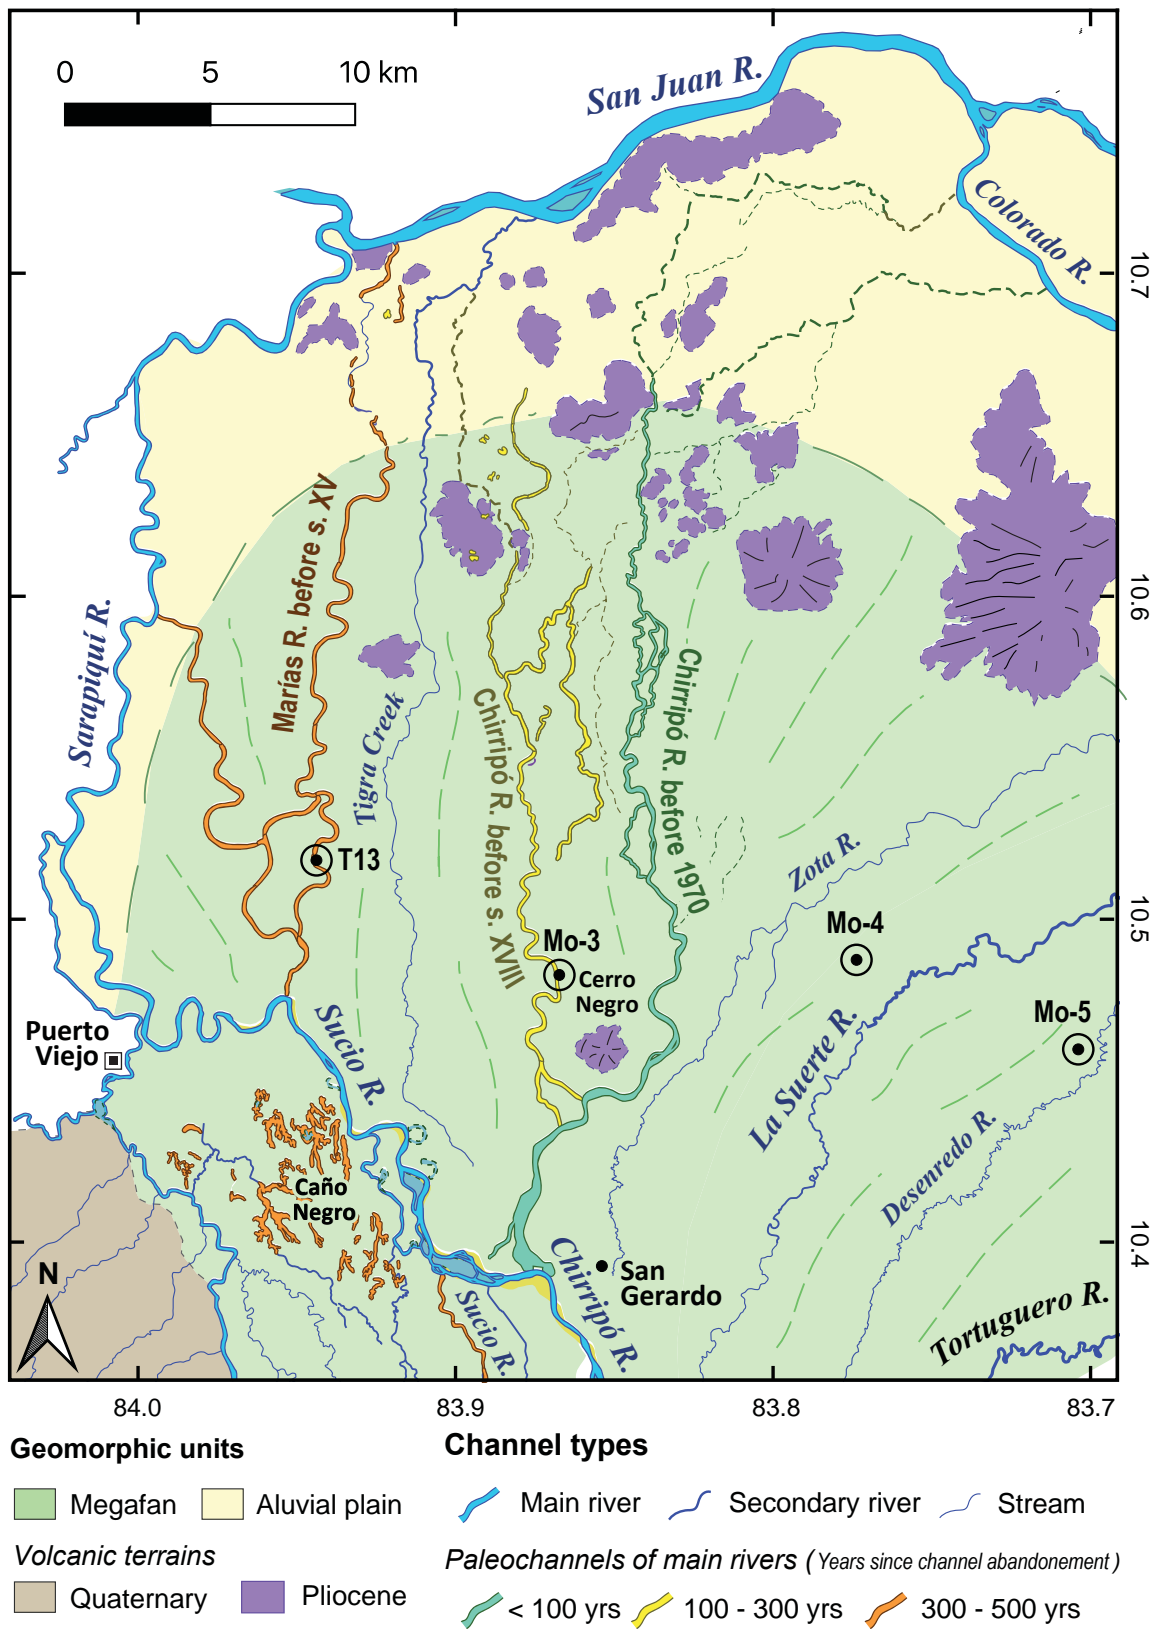 0 5 10 km
San Juan R.
Colorado R.
10.7
Marías R. before s. XV
10.6
Sarapiquí R.
Tigra Creek
Chirripó R. before s. XVIII
Chirripó R. before 1970
T13
Zota R.
Mo-4
10.5
Mo-3
Cerro
Negro
Mo-5
Puerto
Viejo
Sucio R.
La Suerte R.
Desenredo R.
Caño
Negro
10.4
N
Chirripó R.
San
Gerardo
Sucio R.
Tortuguero R.
84.0 83.9 83.8 83.7
Geomorphic units
Megafan Aluvial plain
Volcanic terrains
Quaternary Pliocene
Channel types
Main river Secondary river Stream
Paleochannels of main rivers ( Years since channel abandonement )
< 100 yrs 100 - 300 yrs 300 - 500 yrs